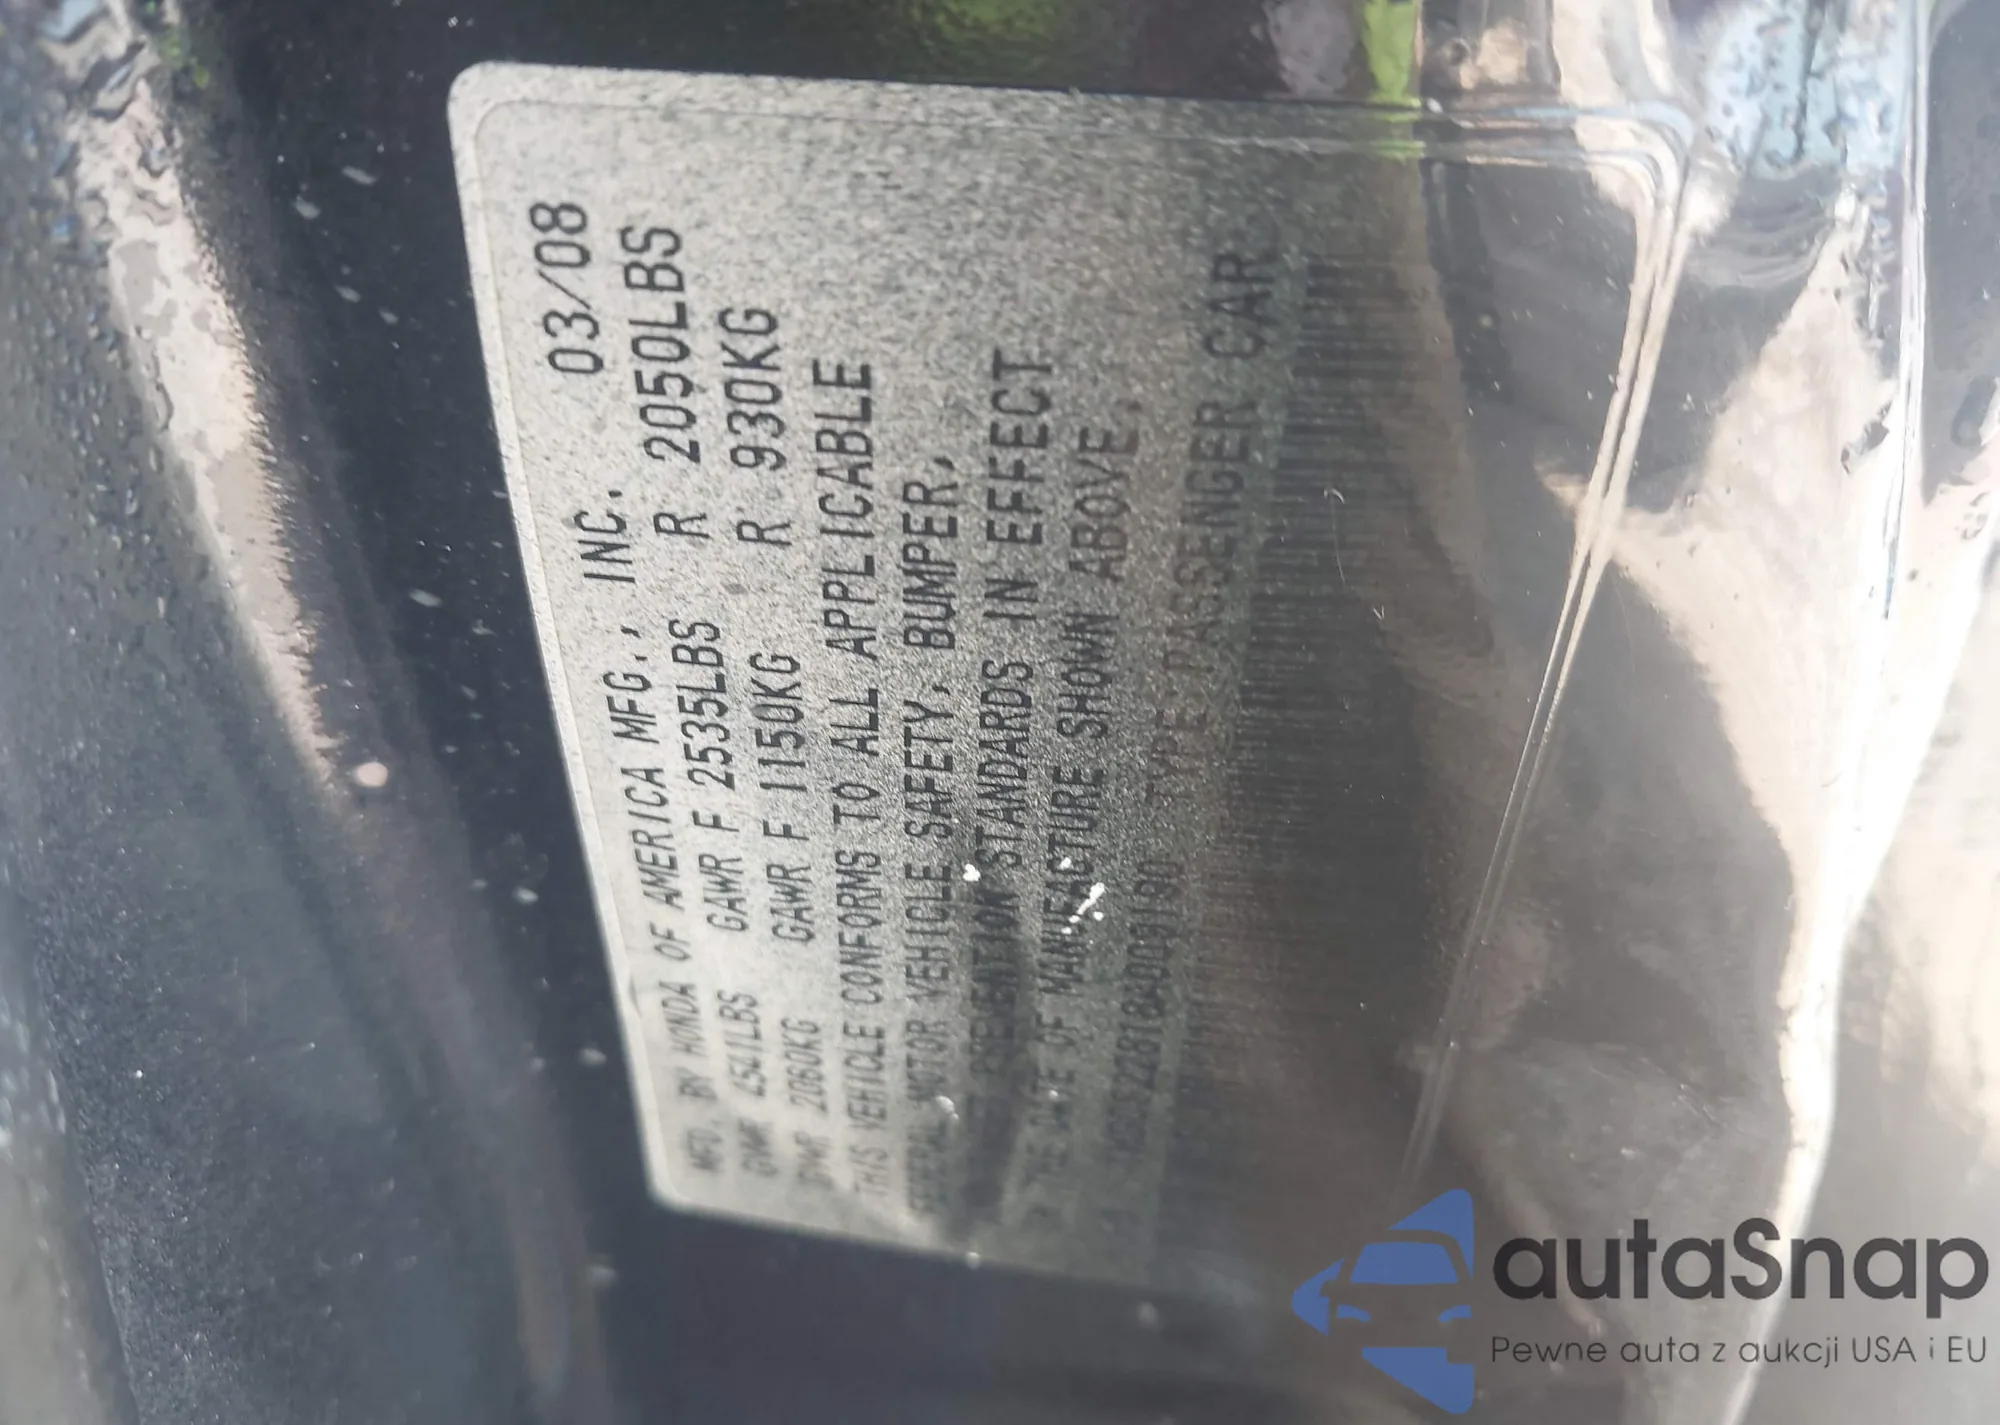 MFD. BY HONDA OF AMERICA MFG., INC. 03/08
GVWR 4541LBS GAWR F 2535LBS R 2050LBS
GVWR 2060KG GAWR F 1150KG R 930KG
THIS VEHICLE CONFORMS TO ALL APPLICABLE
FEDERAL MOTOR VEHICLE SAFETY, BUMPER,
STANDARDS IN EFFECT
THE DATE OF MANUFACTURE SHOWN ABOVE.
TYPE:PASSENGER CAR
autaSnap
Pewne auta z aukcji USA i EU